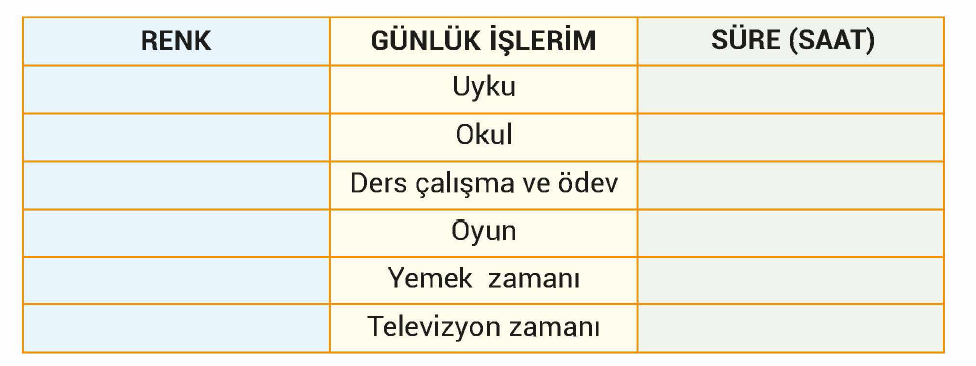 RENK GÜNLÜK İŞLERİM SÜRE (SAAT)
Uyku
Okul
Ders çalışma ve ödev
Oyun
Yemek zamanı
Televizyon zamanı